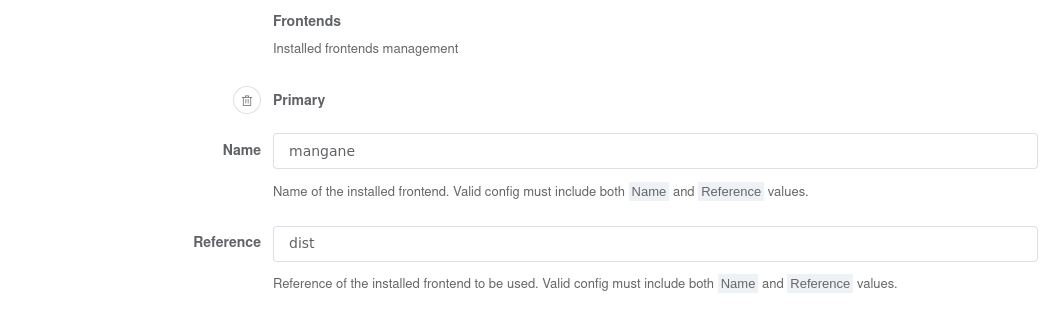 Frontends
Installed frontends management
Primary
Name
mangane
Name of the installed frontend. Valid config must include both Name and Reference values.
Reference
dist
Reference of the installed frontend to be used. Valid config must include both Name and Reference values.